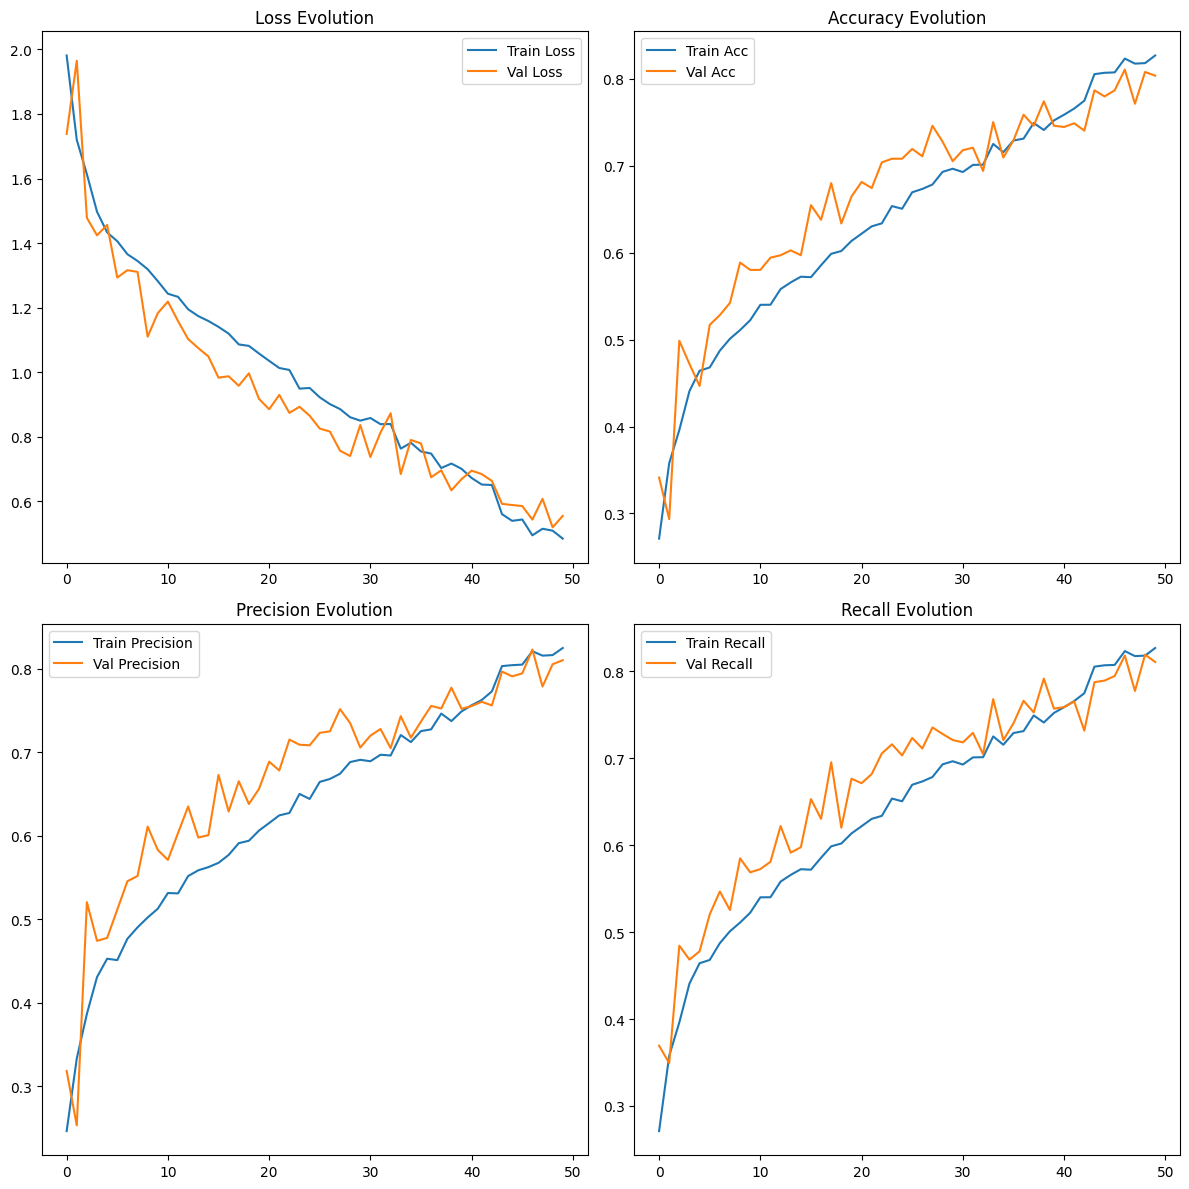 Loss Evolution
Train Loss
Val Loss
2.0
1.8
1.6
1.4
1.2
1.0
0.8
0.6
0 10 20 30 40 50
Accuracy Evolution
Train Acc
Val Acc
0.8
0.7
0.6
0.5
0.4
0.3
0 10 20 30 40 50
Precision Evolution
Train Precision
Val Precision
0.8
0.7
0.6
0.5
0.4
0.3
0 10 20 30 40 50
Recall Evolution
Train Recall
Val Recall
0.8
0.7
0.6
0.5
0.4
0.3
0 10 20 30 40 50